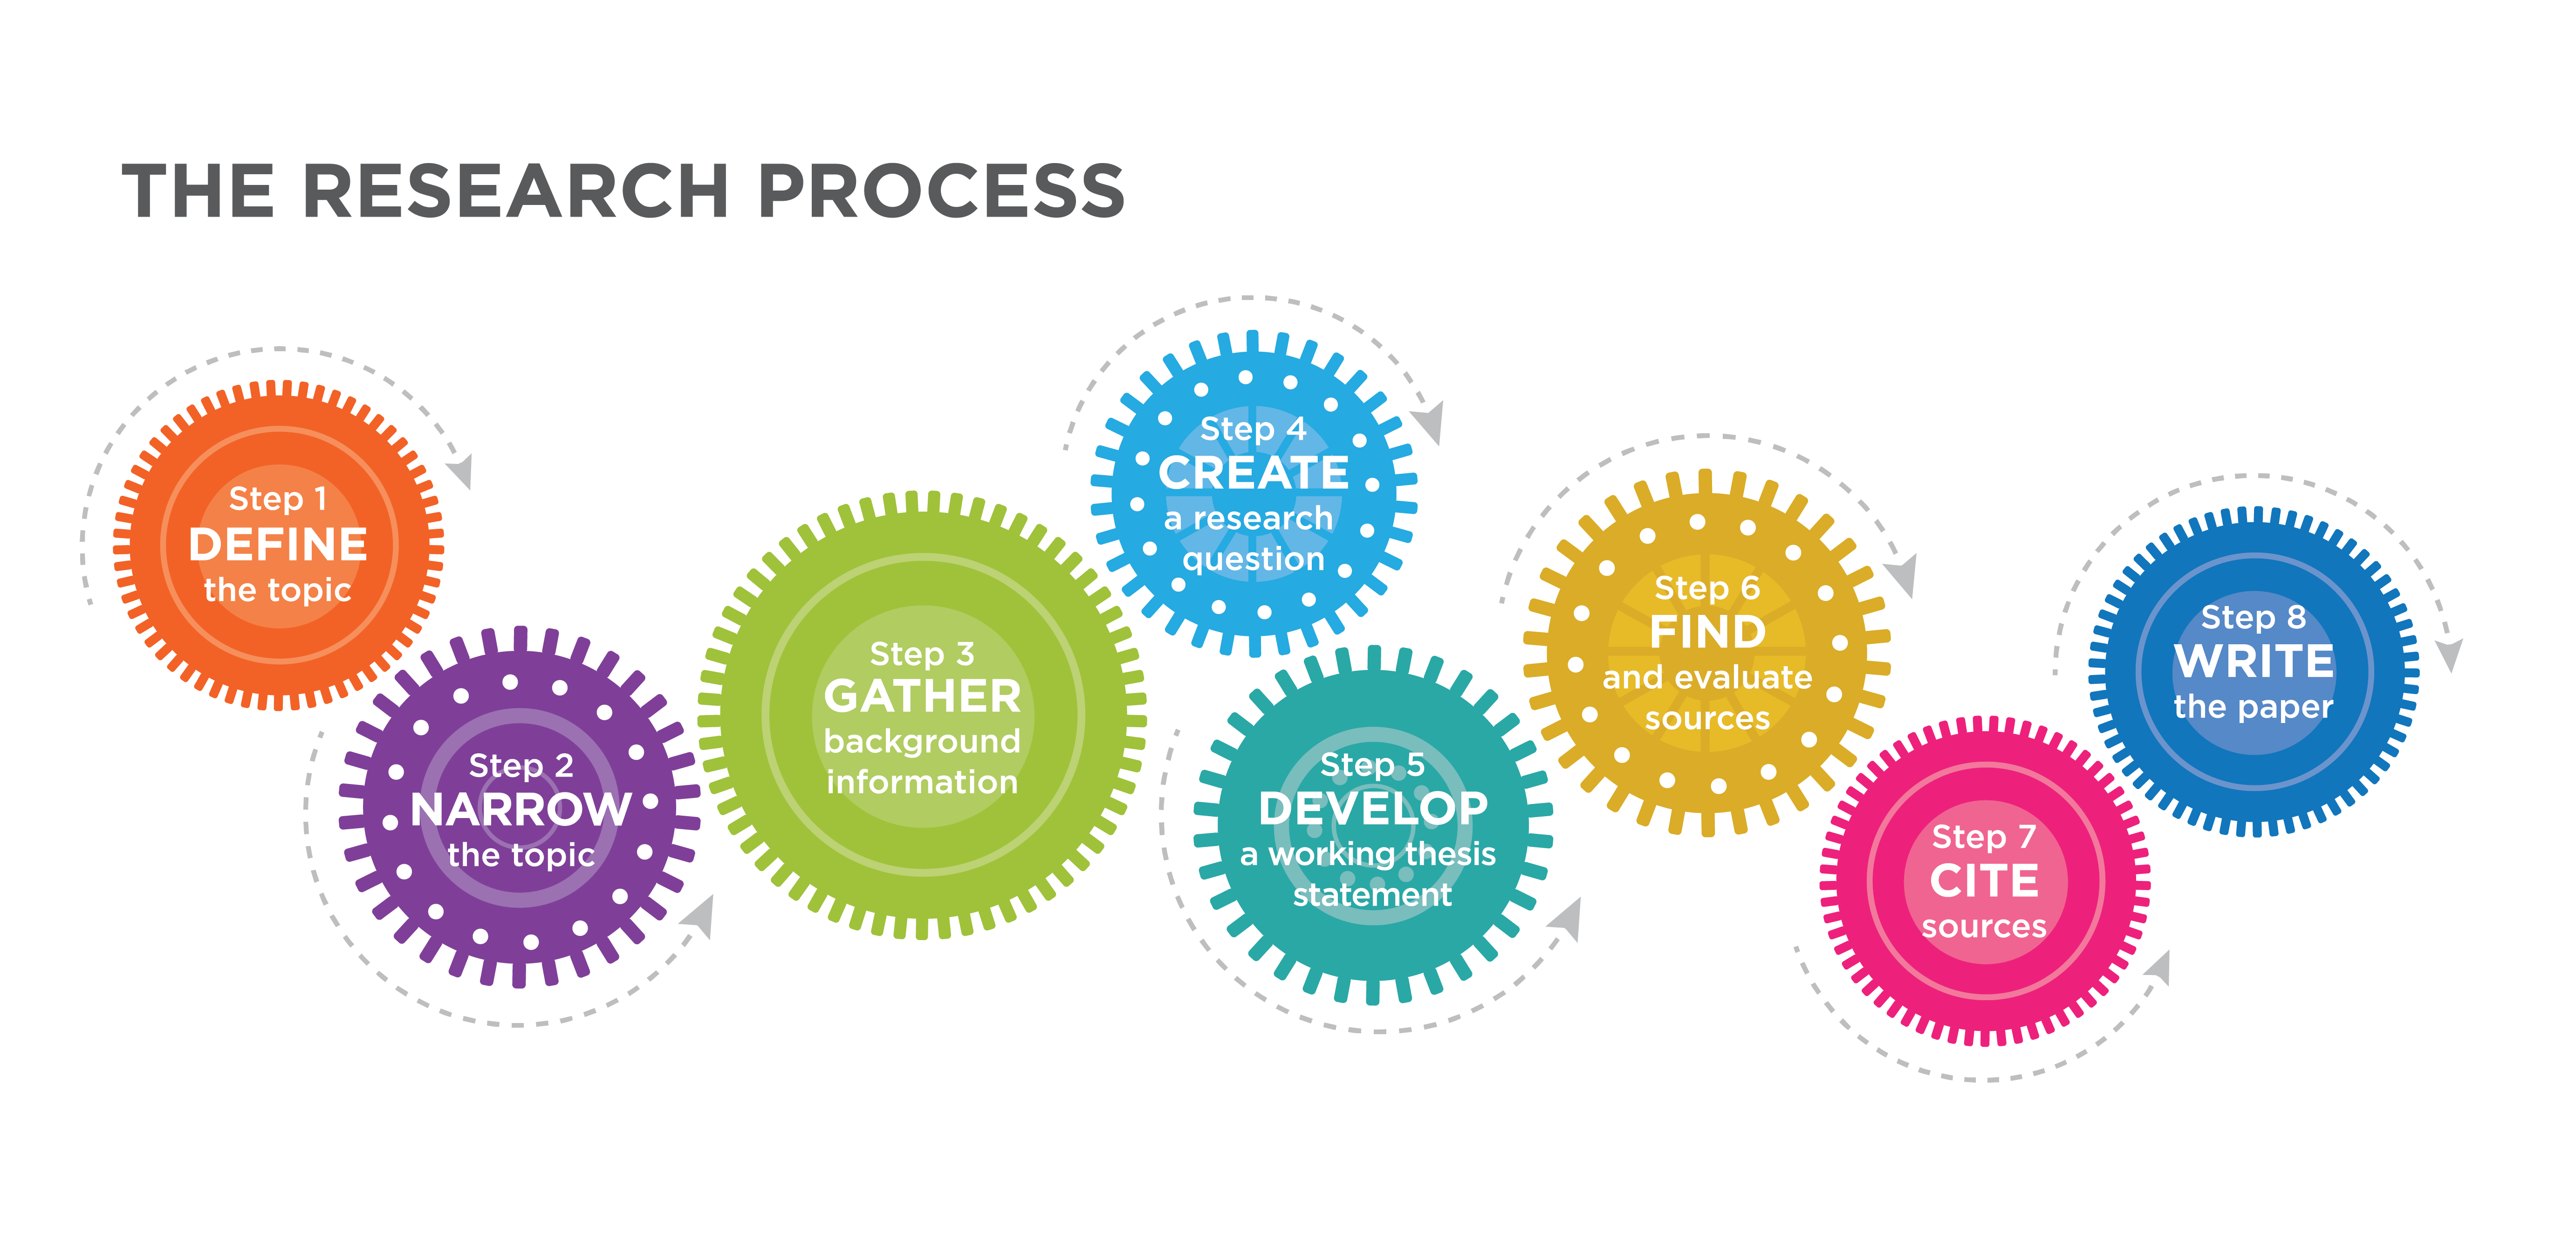 THE RESEARCH PROCESS
Step 1
DEFINE
the topic
Step 2
NARROW
the topic
Step 3
GATHER
background
information
Step 4
CREATE
a research
question
Step 5
DEVELOP
a working thesis
statement
Step 6
FIND
and evaluate
sources
Step 7
CITE
sources
Step 8
WRITE
the paper